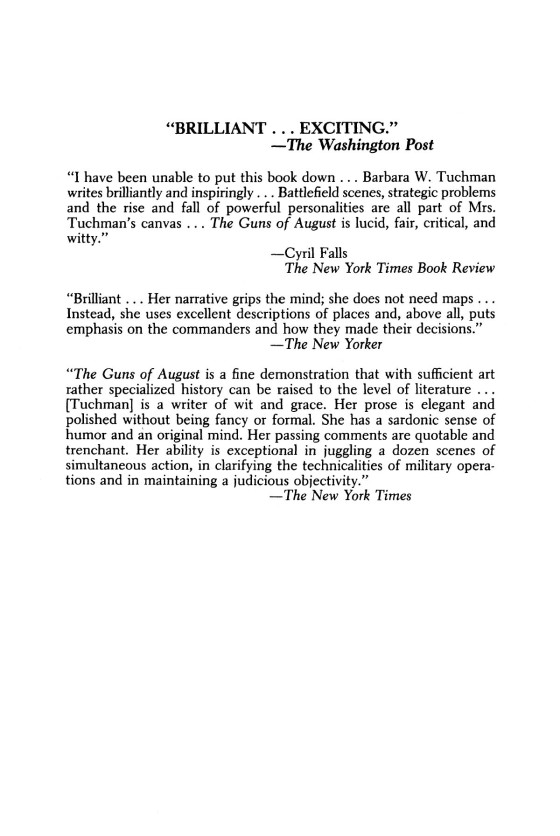 “BRILLIANT . . . EXCITING.”
—The Washington Post
“I have been unable to put this book down . . . Barbara W. Tuchman
writes brilliantly and inspiringly . . . Battlefield scenes, strategic problems
and the rise and fall of powerful personalities are all part of Mrs.
Tuchman’s canvas . . . The Guns of August is lucid, fair, critical, and
witty.”
—Cyril Falls
The New York Times Book Review
“Brilliant . . . Her narrative grips the mind; she does not need maps . . .
Instead, she uses excellent descriptions of places and, above all, puts
emphasis on the commanders and how they made their decisions.”
—The New Yorker
“The Guns of August is a fine demonstration that with sufficient art
rather specialized history can be raised to the level of literature . . .
[Tuchman] is a writer of wit and grace. Her prose is elegant and
polished without being fancy or formal. She has a sardonic sense of
humor and an original mind. Her passing comments are quotable and
trenchant. Her ability is exceptional in juggling a dozen scenes of
simultaneous action, in clarifying the technicalities of military opera-
tions and in maintaining a judicious objectivity.”
—The New York Times